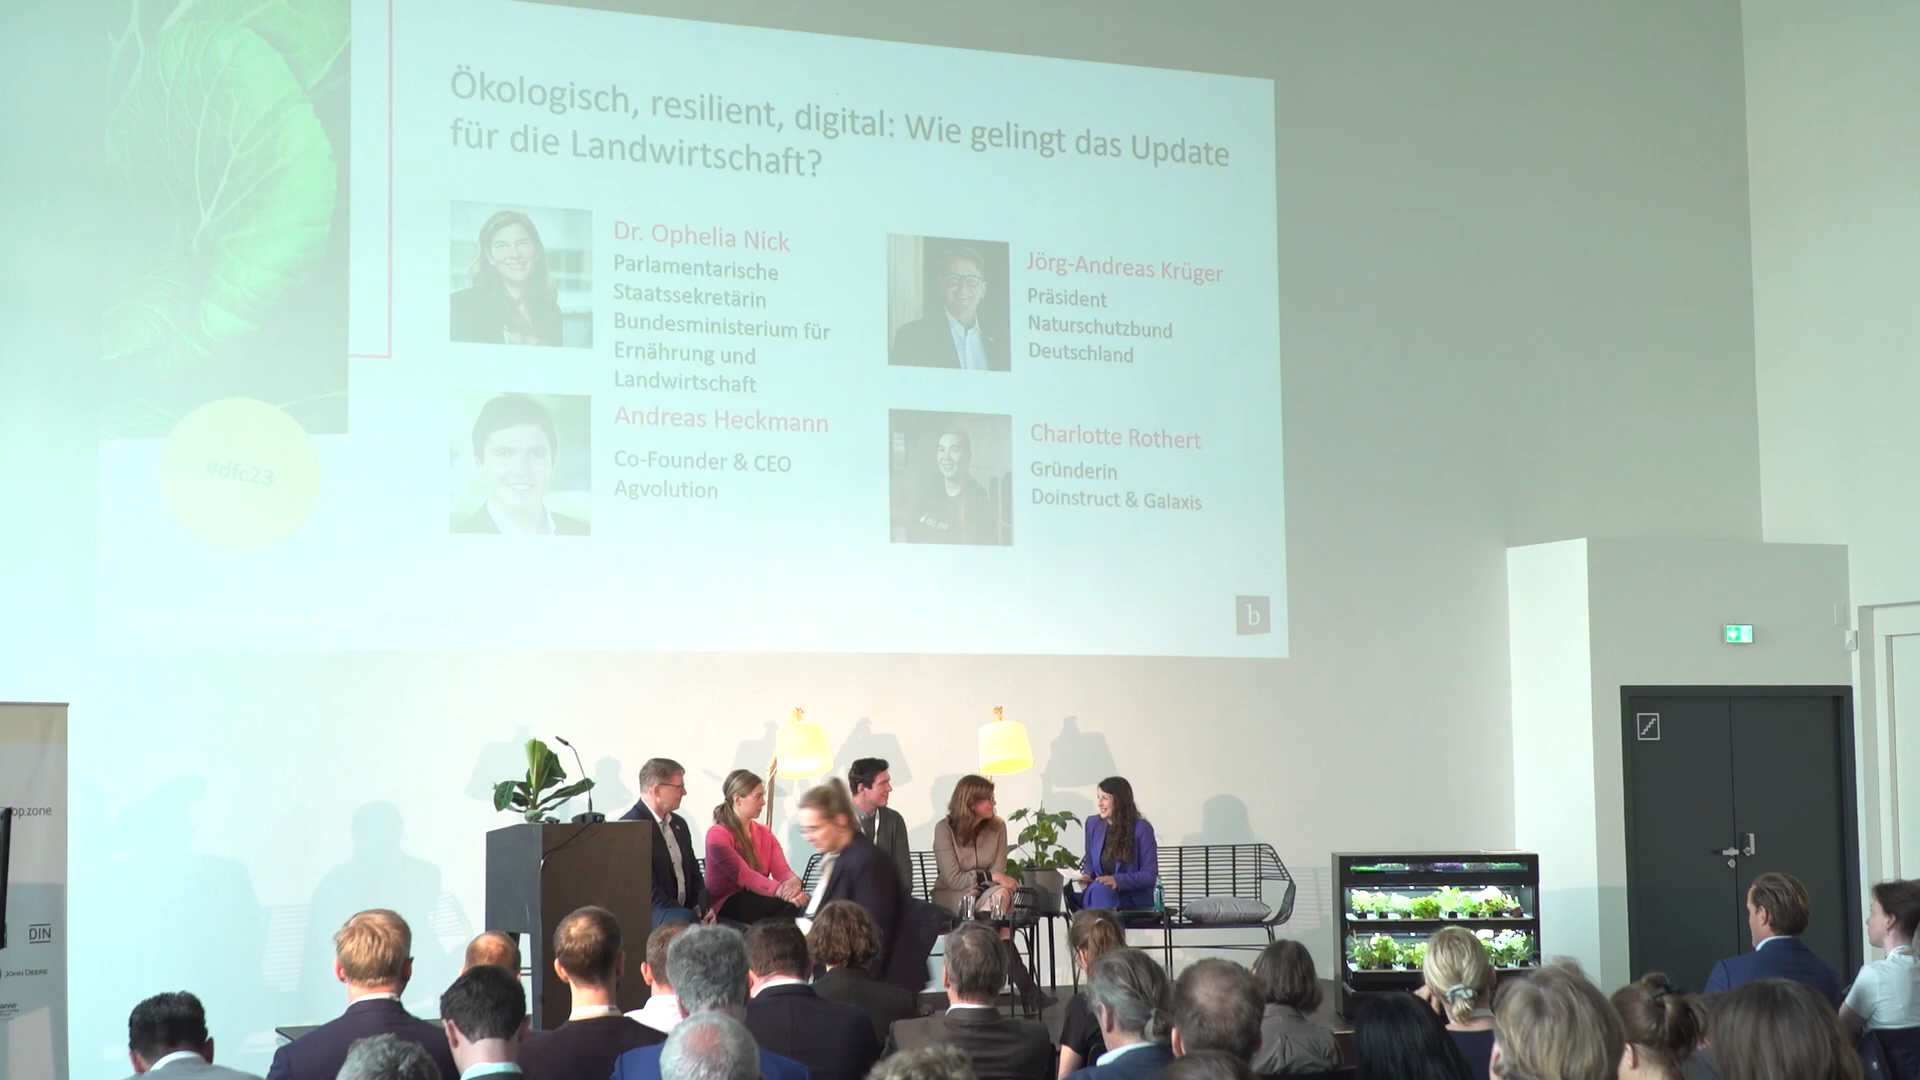 Ökologisch, resilient, digital: Wie gelingt das Update
für die Landwirtschaft?
Dr. Ophelia Nick
Parlamentarische
Staatssekretärin
Bundesministerium für
Ernährung und
Landwirtschaft
Jörg-Andreas Krüger
Präsident
Naturschutzbund
Deutschland
Andreas Heckmann
Co-Founder & CEO
Agvolution
Charlotte Rothert
Gründerin
Doinstruct & Galaxis
#dfc23
b
op.zone
DIN
JOHN DEERE